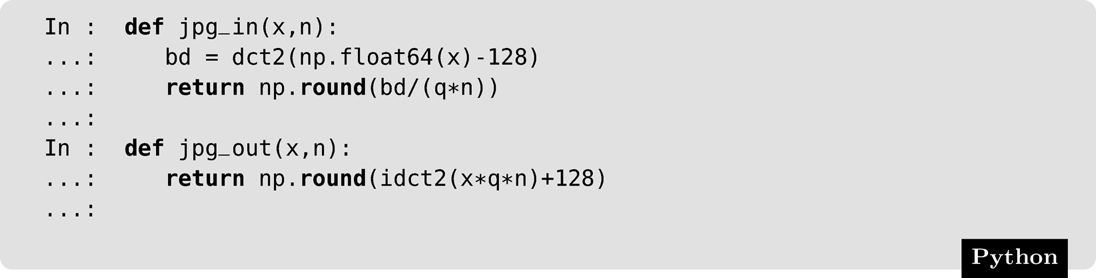 In :  def jpg_in(x,n):
...:     bd = dct2(np.float64(x)-128)
...:     return np.round(bd/(q*n))
...:
In :  def jpg_out(x,n):
...:     return np.round(idct2(x*q*n)+128)
...:
Python